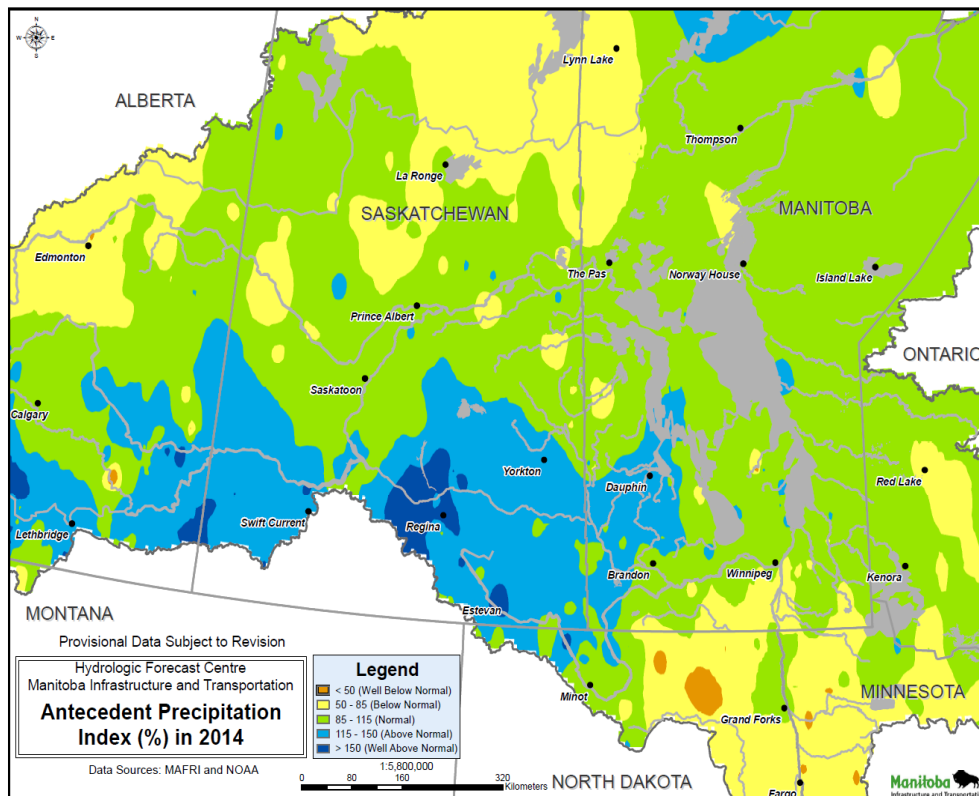 N
W E
S
ALBERTA
Lynn Lake
Thompson
La Ronge
SASKATCHEWAN
MANITOBA
Edmonton
The Pas
Norway House
Island Lake
Prince Albert
ONTARIO
Saskatoon
Calgary
Yorkton
Dauphin
Red Lake
Lethbridge
Swift Current
Regina
Brandon
Winnipeg
Kenora
MONTANA
Estevan
Minot
MINNESOTA
Grand Forks
NORTH DAKOTA
Fargo
Provisional Data Subject to Revision
Hydrologic Forecast Centre
Manitoba Infrastructure and Transportation
Antecedent Precipitation
Index (%) in 2014
Data Sources: MAFRI and NOAA
Legend
< 50 (Well Below Normal)
50 - 85 (Below Normal)
85 - 115 (Normal)
115 - 150 (Above Normal)
> 150 (Well Above Normal)
1:5,800,000
0 80 160 320
Kilometers
Manitoba
Infrastructure and Transportation